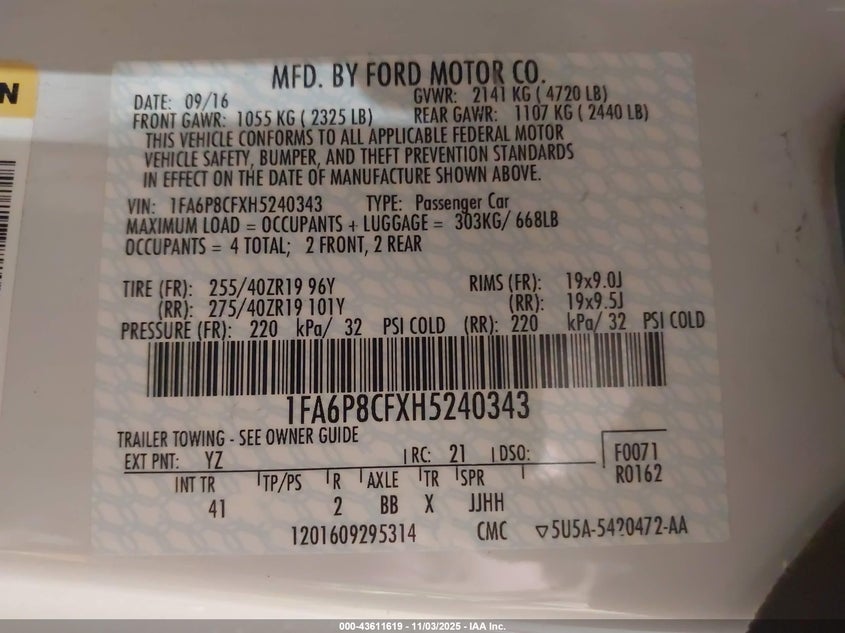 N
MFD. BY FORD MOTOR CO.
DATE: 09/16 GVWR: 2141 KG ( 4720 LB)
FRONT GAWR: 1055 KG ( 2325 LB) REAR GAWR: 1107 KG ( 2440 LB)
THIS VEHICLE CONFORMS TO ALL APPLICABLE FEDERAL MOTOR
VEHICLE SAFETY, BUMPER, AND THEFT PREVENTION STANDARDS
IN EFFECT ON THE DATE OF MANUFACTURE SHOWN ABOVE.
VIN: 1FA6P8CFXH5240343 TYPE: Passenger Car
MAXIMUM LOAD = OCCUPANTS + LUGGAGE = 303KG/ 668LB
OCCUPANTS = 4 TOTAL; 2 FRONT, 2 REAR
TIRE (FR): 255/40ZR19 96Y RIMS (FR): 19x9.0J
(RR): 275/40ZR19 101Y (RR): 19x9.5J
PRESSURE (FR): 220 kPa/ 32 PSI COLD (RR): 220 kPa/ 32 PSI COLD
1FA6P8CFXH5240343
TRAILER TOWING - SEE OWNER GUIDE
EXT PNT: YZ RC: 21 DSO: F0071
R0162
INT TR TP/PS R AXLE TR SPR
41 2 BB X JJHH
1201609295314 CMC ▽5U5A-5420472-AA
000-43611619 - 11/03/2025 - IAA Inc.